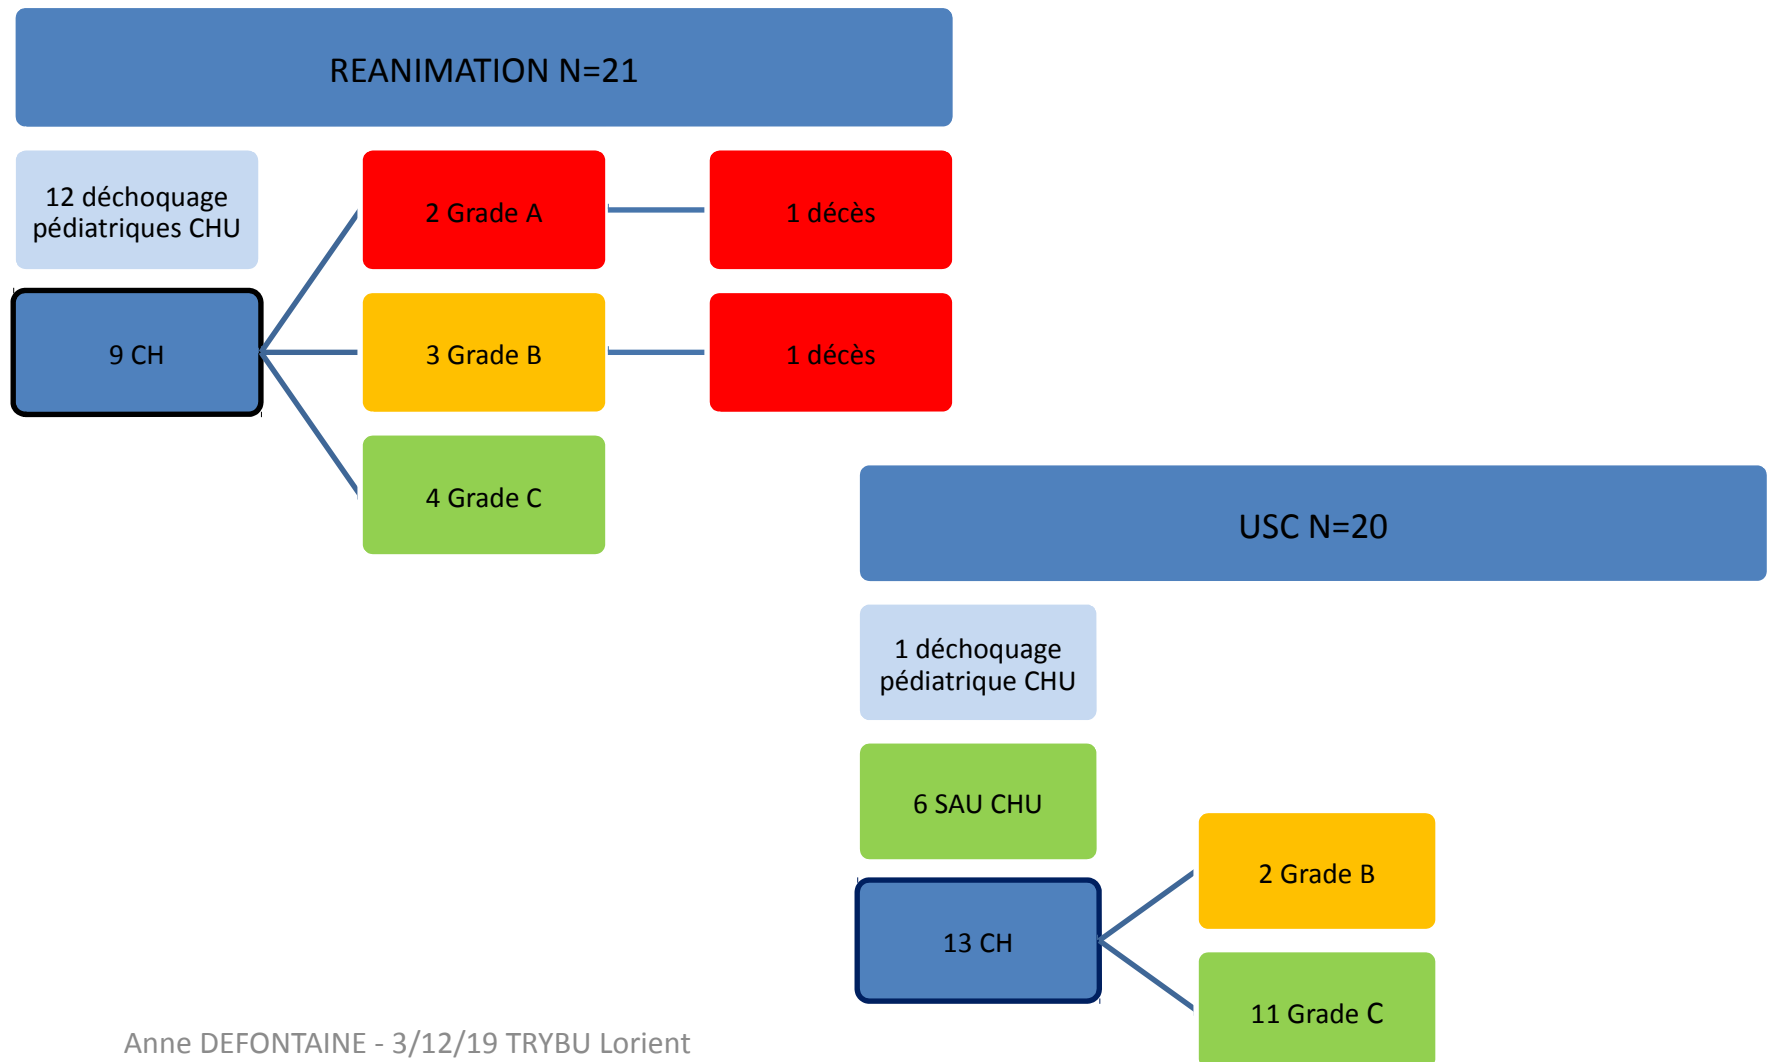 REANIMATION N=21
12 déchoquage
pédiatriques CHU
2 Grade A
1 décès
9 CH
3 Grade B
1 décès
4 Grade C
USC N=20
1 déchoquage
pédiatrique CHU
6 SAU CHU
2 Grade B
13 CH
11 Grade C
Anne DEFONTAINE - 3/12/19 TRYBU Lorient